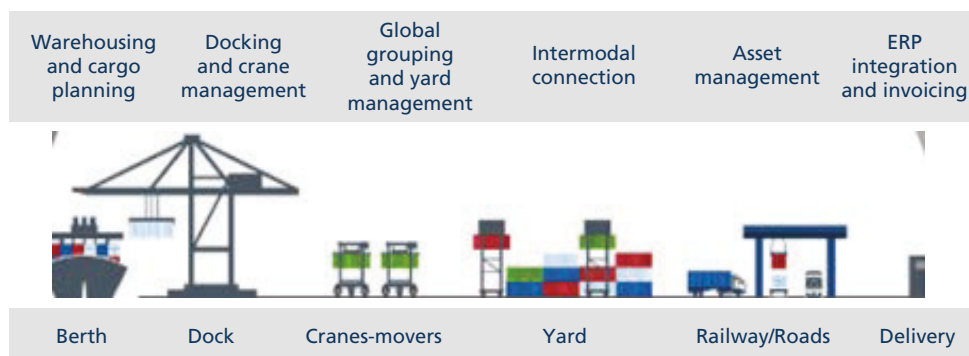 Warehousing
and cargo
planning
Docking
and crane
management
Global
grouping
and yard
management
Intermodal
connection
Asset
management
ERP
integration
and invoicing
Berth
Dock
Cranes-movers
Yard
Railway/Roads
Delivery